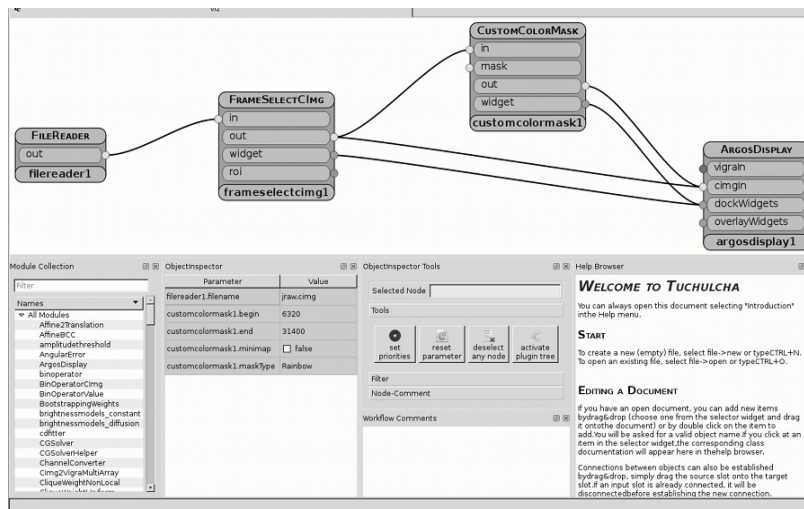 viz
CustomColorMask
in
mask
out
widget
customcolormask1
FrameSelectCImg
in
out
widget
roi
frameselectcimg1
FileReader
out
filereader1
ArgosDisplay
vigraIn
cimgIn
dockWidgets
overlayWidgets
argosdisplay1
Module Collection
Filter
Names
All Modules
Affine2Translation
AffineBCC
amplitudethreshold
AngularError
ArgosDisplay
binoperator
BinOperatorCImg
BinOperatorValue
BootstrappingWeights
brightnessmodels_constant
brightnessmodels_diffusion
cdfitter
CGSolver
CGSolverHelper
ChannelConverter
CImg2VigraMultiArray
CliqueWeightNonLocal
CliqueWeightUniform
ObjectInspector
Parameter Value
filereader1.filename jraw.cimg
customcolormask1.begin 6320
customcolormask1.end 31400
customcolormask1.minimap false
customcolormask1.maskType Rainbow
ObjectInspector Tools
Selected Node
Tools
set priorities
reset parameter
deselect any node
activate plugin tree
Filter
Node-Comment
Workflow Comments
Help Browser
Welcome to Tuchulcha
You can always open this document selecting "Introduction"
inthe Help menu.
Start
To create a new (empty) file, select file->new or typeCTRL+N.
To open an existing file, select file->open or typeCTRL+O.
Editing a Document
If you have an open document, you can add new items
bydrag&drop (choose one from the selector widget and drag
it ontothe document) or by double click on the item to
add.You will be asked for a valid object name.If you click at an
item in the selector widget,the corresponding class
documentation will appear here in thehelp browser.
Connections between objects can also be established
bydrag&drop, simply drag the source slot onto the target
slot.If an input slot is already connected, it will be
disconnectedbefore establishing the new connection.